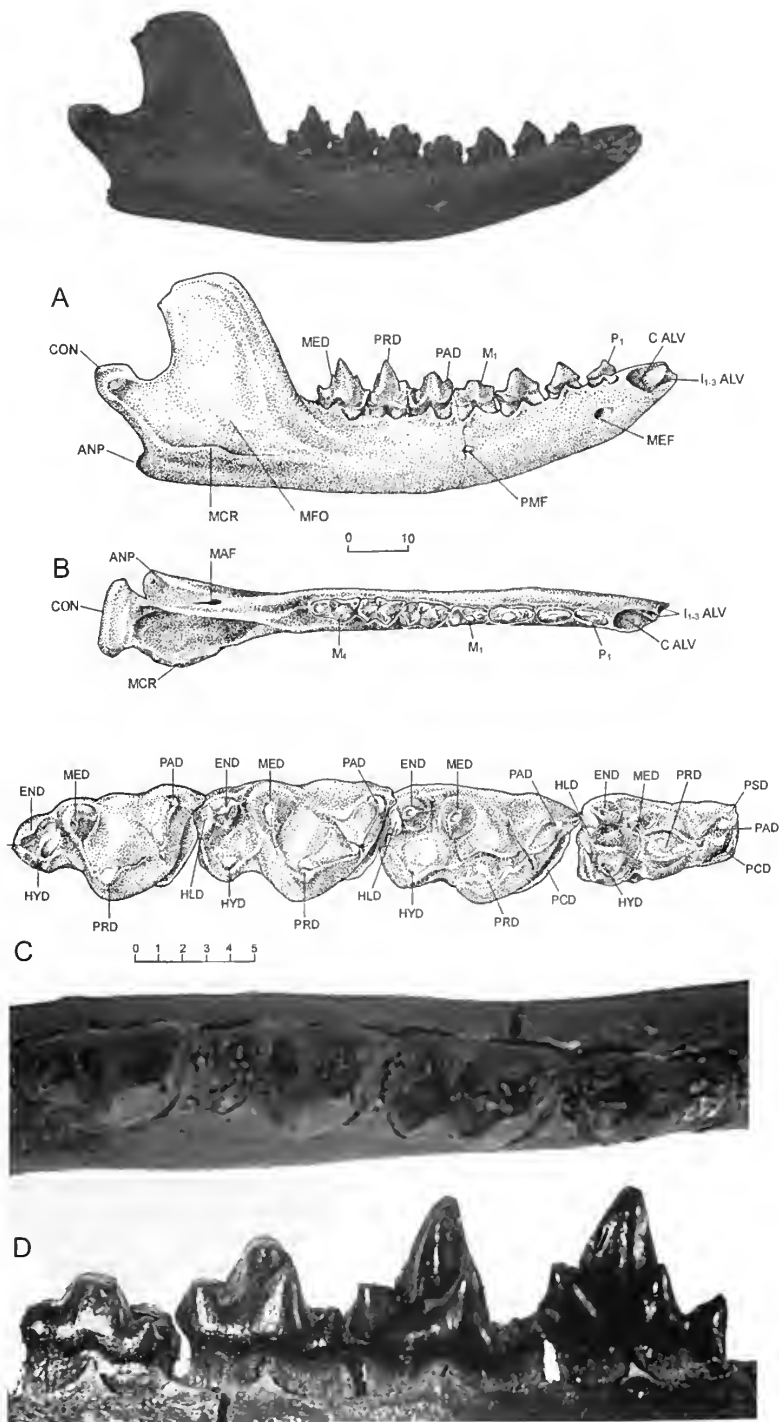 A
CON
MED
PRD
PAD
M1
P1
C ALV
I1-3 ALV
MEF
ANP
MCR
MFO
PMF
0 10
B
ANP
MAF
CON
MCR
M4
M1
P1
C ALV
I1-3 ALV
END
MED
PAD
END
MED
PAD
END
MED
PAD
HLD
END
MED
PRD
PSD
PAD
PCD
HYD
PRD
HLD
HYD
PRD
HLD
HYD
PRD
PCD
HYD
0 1 2 3 4 5
C
D